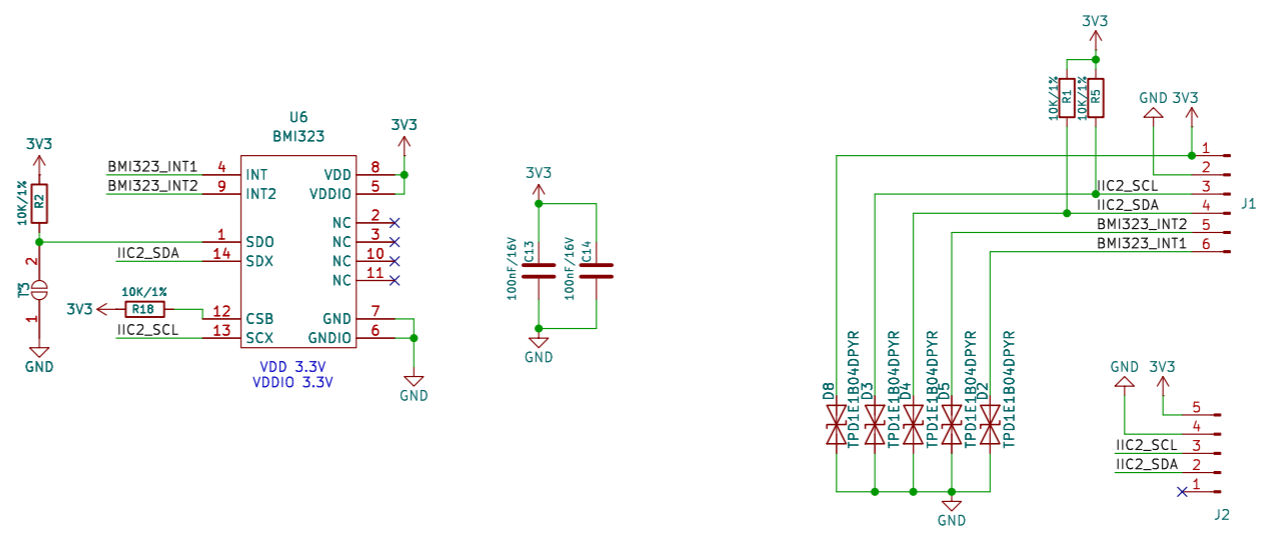 3V3
10K/1%
R2
2
T3
1
GND
BMI323_INT1
BMI323_INT2
IIC2_SDA
3V3
10K/1%
R18
IIC2_SCL
U6
BMI323
4
INT
9
INT2
1
SDO
14
SDX
12
CSB
13
SCX
VDD
8
VDDIO
5
NC
2
NC
3
NC
10
NC
11
GND
7
GNDIO
6
VDD 3.3V
VDDIO 3.3V
3V3
GND
3V3
100nF/16V
C13
100nF/16V
C14
GND
3V3
10K/1%
R1
10K/1%
R5
GND
3V3
1
2
IIC2_SCL
3
IIC2_SDA
4
BMI323_INT2
5
BMI323_INT1
6
J1
D8
TPD1E1B04DPYR
D3
TPD1E1B04DPYR
D4
TPD1E1B04DPYR
D5
TPD1E1B04DPYR
D2
TPD1E1B04DPYR
GND
GND
3V3
5
4
IIC2_SCL
3
IIC2_SDA
2
1
J2